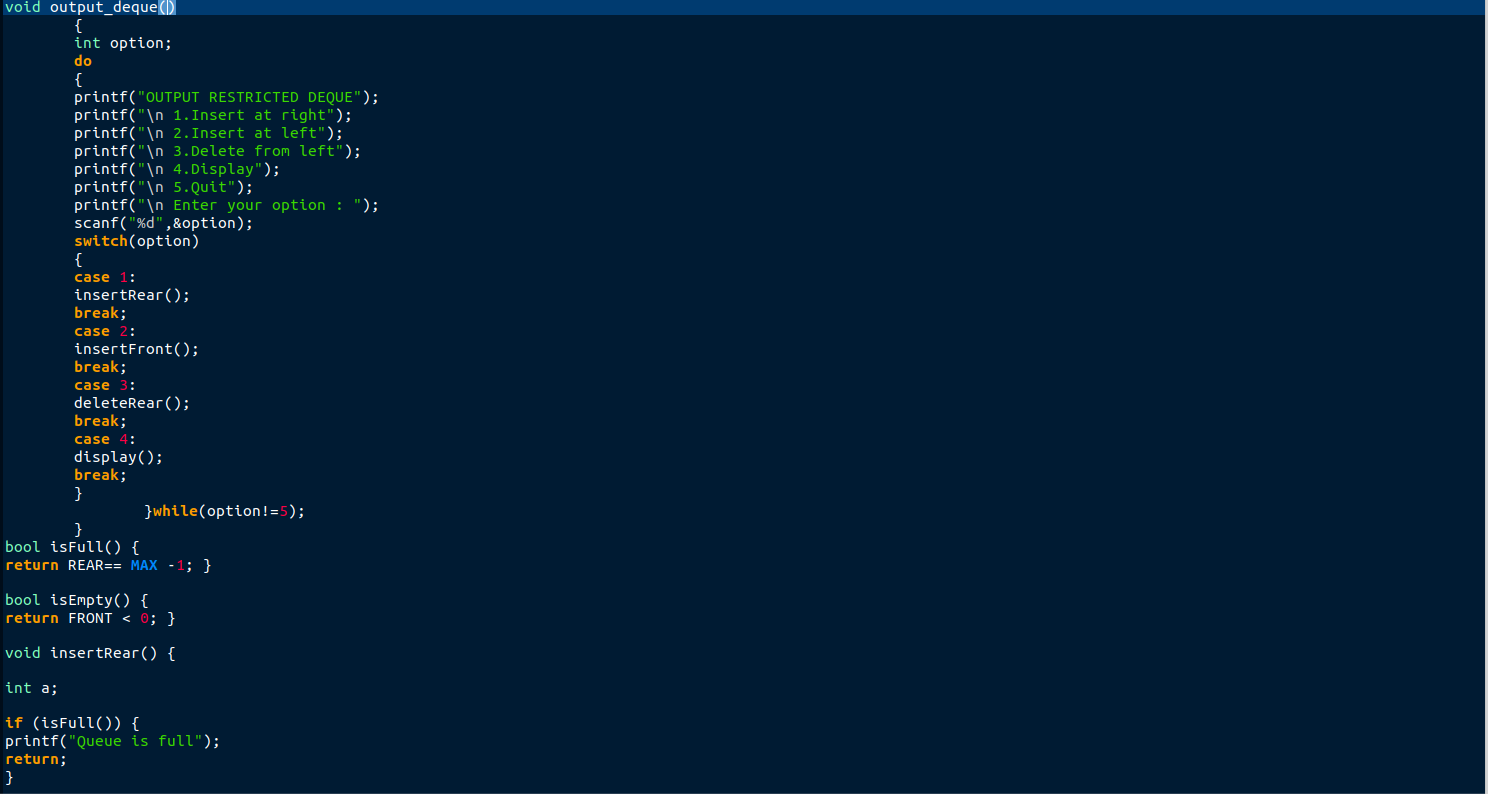 void output_deque()
{
int option;
do
{
printf("OUTPUT RESTRICTED DEQUE");
printf("\n 1.Insert at right");
printf("\n 2.Insert at left");
printf("\n 3.Delete from left");
printf("\n 4.Display");
printf("\n 5.Quit");
printf("\n Enter your option : ");
scanf("%d",&option);
switch(option)
{
case 1:
insertRear();
break;
case 2:
insertFront();
break;
case 3:
deleteRear();
break;
case 4:
display();
break;
}
}while(option!=5);
}
bool isFull() {
return REAR== MAX -1; }
bool isEmpty() {
return FRONT < 0; }
void insertRear() {
int a;
if (isFull()) {
printf("Queue is full");
return;
}